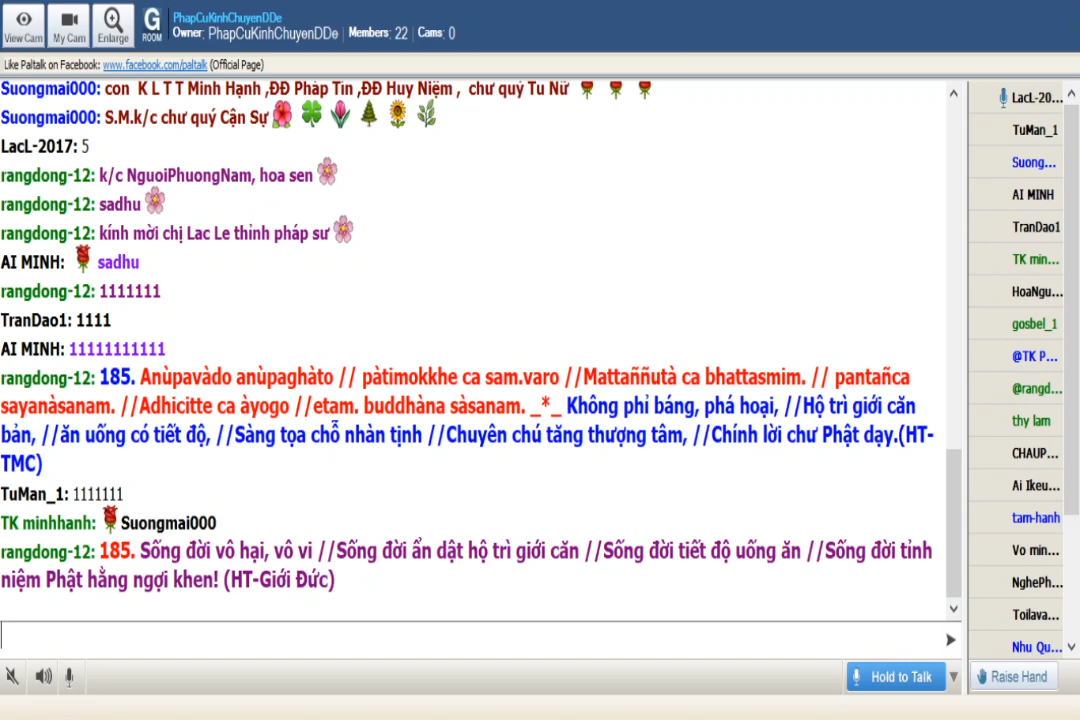 View Cam
My Cam
Enlarge
G
ROOM
PhapCuKinhChuyenDDe
Owner: PhapCuKinhChuyenDDe | Members: 22 | Cams: 0
Like Paltalk on Facebook: www.facebook.com/paltalk (Official Page)
Suongmai000: con K L T T Minh Hạnh ,ĐĐ Pháp Tín ,ĐĐ Huy Niệm , chư quý Tu Nữ
Suongmai000: S.M.k/c chư quý Cận Sự
LacL-2017: 5
rangdong-12: k/c NguoiPhuongNam, hoa sen
rangdong-12: sadhu
rangdong-12: kính mời chị Lac Le thỉnh pháp sư
AI MINH: sadhu
rangdong-12: 1111111
TranDao1: 1111
AI MINH: 11111111111
rangdong-12: 185. Anùpavàdo anùpaghàto // pàtimokkhe ca sam.varo //Mattaññutà ca bhattasmim. // pantañca
sayanàsanam. //Adhicitte ca àyogo //etam. buddhàna sàsanam. _*_ Không phỉ báng, phá hoại, //Hộ trì giới căn
bản, //ăn uống có tiết độ, //Sàng tọa chỗ nhàn tịnh //Chuyên chú tăng thượng tâm, //Chính lời chư Phật dạy.(HT-
TMC)
TuMan_1: 1111111
TK minhhanh: Suongmai000
rangdong-12: 185. Sống đời vô hại, vô vi //Sống đời ẩn dật hộ trì giới căn //Sống đời tiết độ uống ăn //Sống đời tỉnh
niệm Phật hằng ngợi khen! (HT-Giới Đức)
Hold to Talk
LacL-20...
TuMan_1
Suong...
AI MINH
TranDao1
TK min...
HoaNgu...
gosbel_1
@TK P...
@rangd...
thy lam
CHAUP...
Ai Ikeu...
tam-hanh
Vo min...
NghePh...
Toilava...
Nhu Qu...
Raise Hand